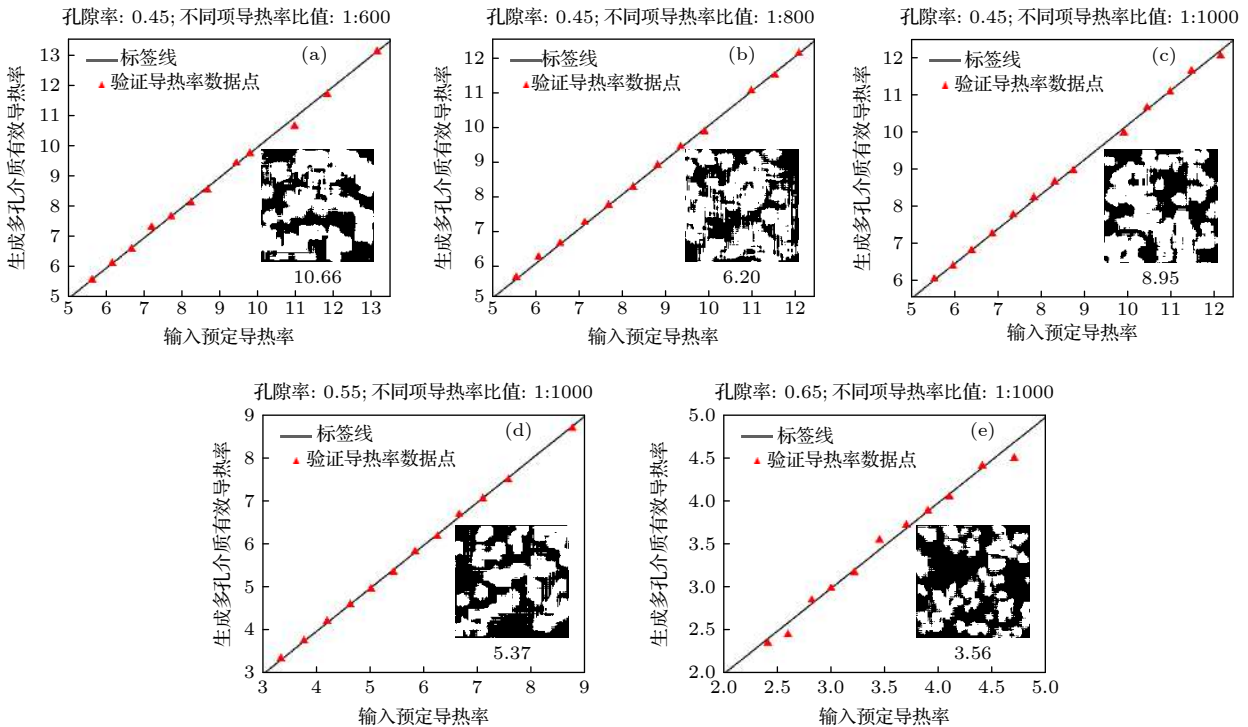 孔隙率: 0.45; 不同项导热率比值: 1:600
13
12
11
10
9
8
7
6
5
5 6 7 8 9 10 11 12 13
生成多孔介质有效导热率
输入预定导热率
标签线
验证导热率数据点
(a)
10.66
孔隙率: 0.45; 不同项导热率比值: 1:800
12
11
10
9
8
7
6
5
5 6 7 8 9 10 11 12
生成多孔介质有效导热率
输入预定导热率
标签线
验证导热率数据点
(b)
6.20
孔隙率: 0.45; 不同项导热率比值: 1:1000
12
11
10
9
8
7
6
5 6 7 8 9 10 11 12
生成多孔介质有效导热率
输入预定导热率
标签线
验证导热率数据点
(c)
8.95
孔隙率: 0.55; 不同项导热率比值: 1:1000
9
8
7
6
5
4
3
3 4 5 6 7 8 9
生成多孔介质有效导热率
输入预定导热率
标签线
验证导热率数据点
(d)
5.37
孔隙率: 0.65; 不同项导热率比值: 1:1000
5.0
4.5
4.0
3.5
3.0
2.5
2.0
2.0 2.5 3.0 3.5 4.0 4.5 5.0
生成多孔介质有效导热率
输入预定导热率
标签线
验证导热率数据点
(e)
3.56